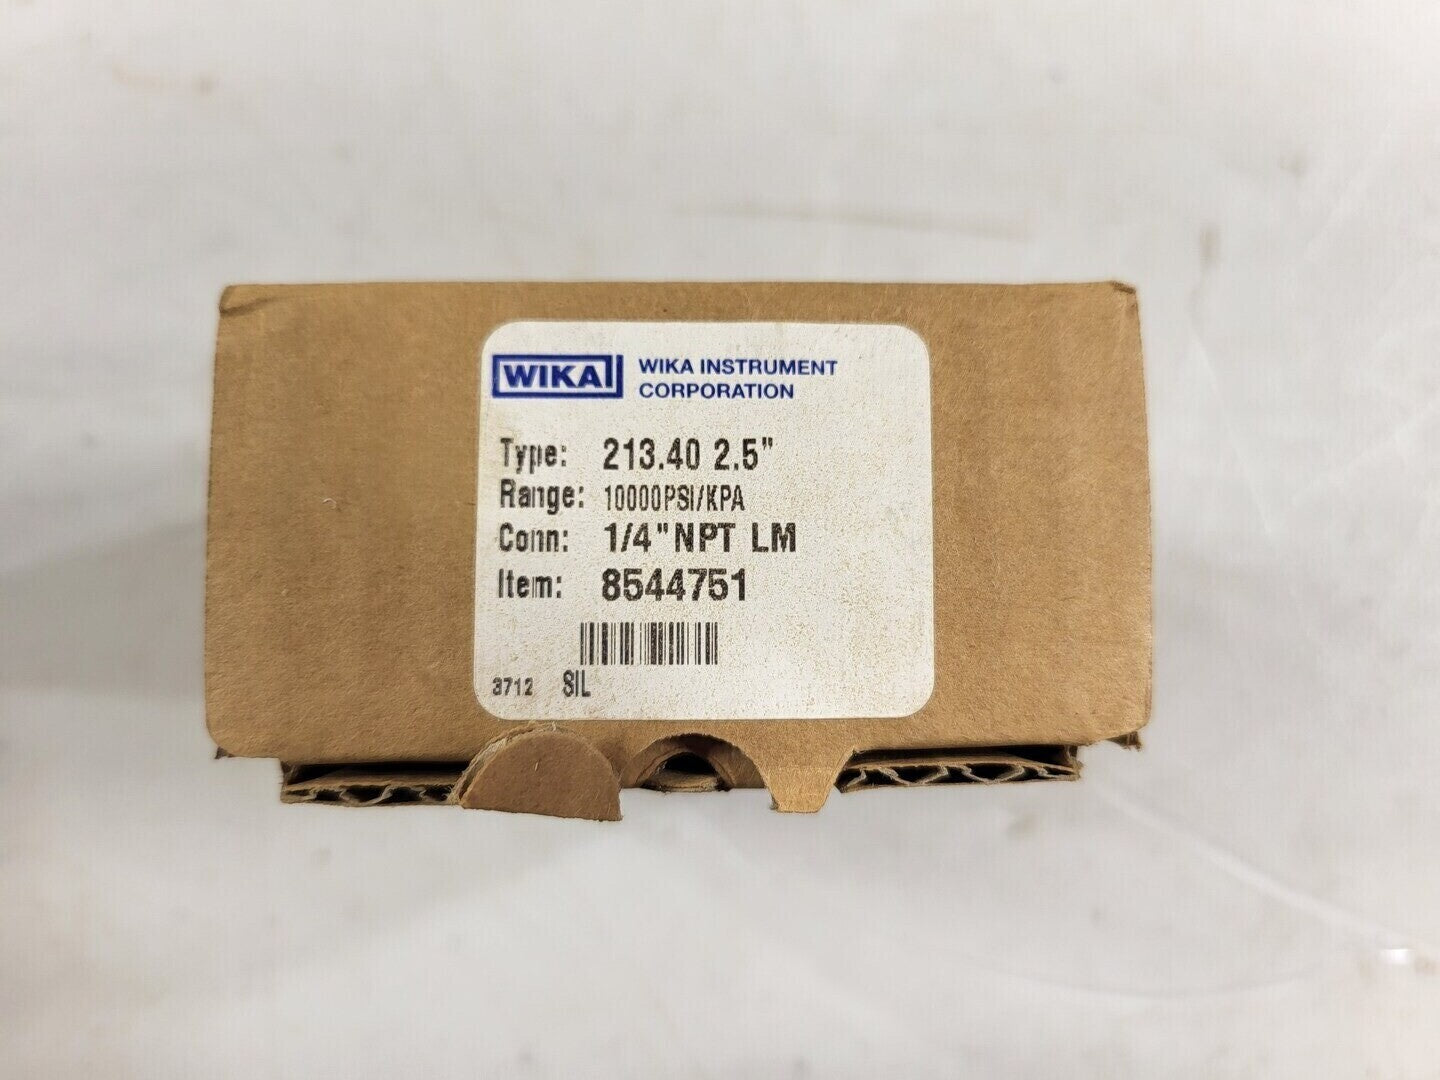 WIKA WIKA INSTRUMENT
CORPORATION
Type: 213.40 2.5"
Range: 10000PSI/KPA
Conn: 1/4"NPT LM
Item: 8544751
3712 SIL